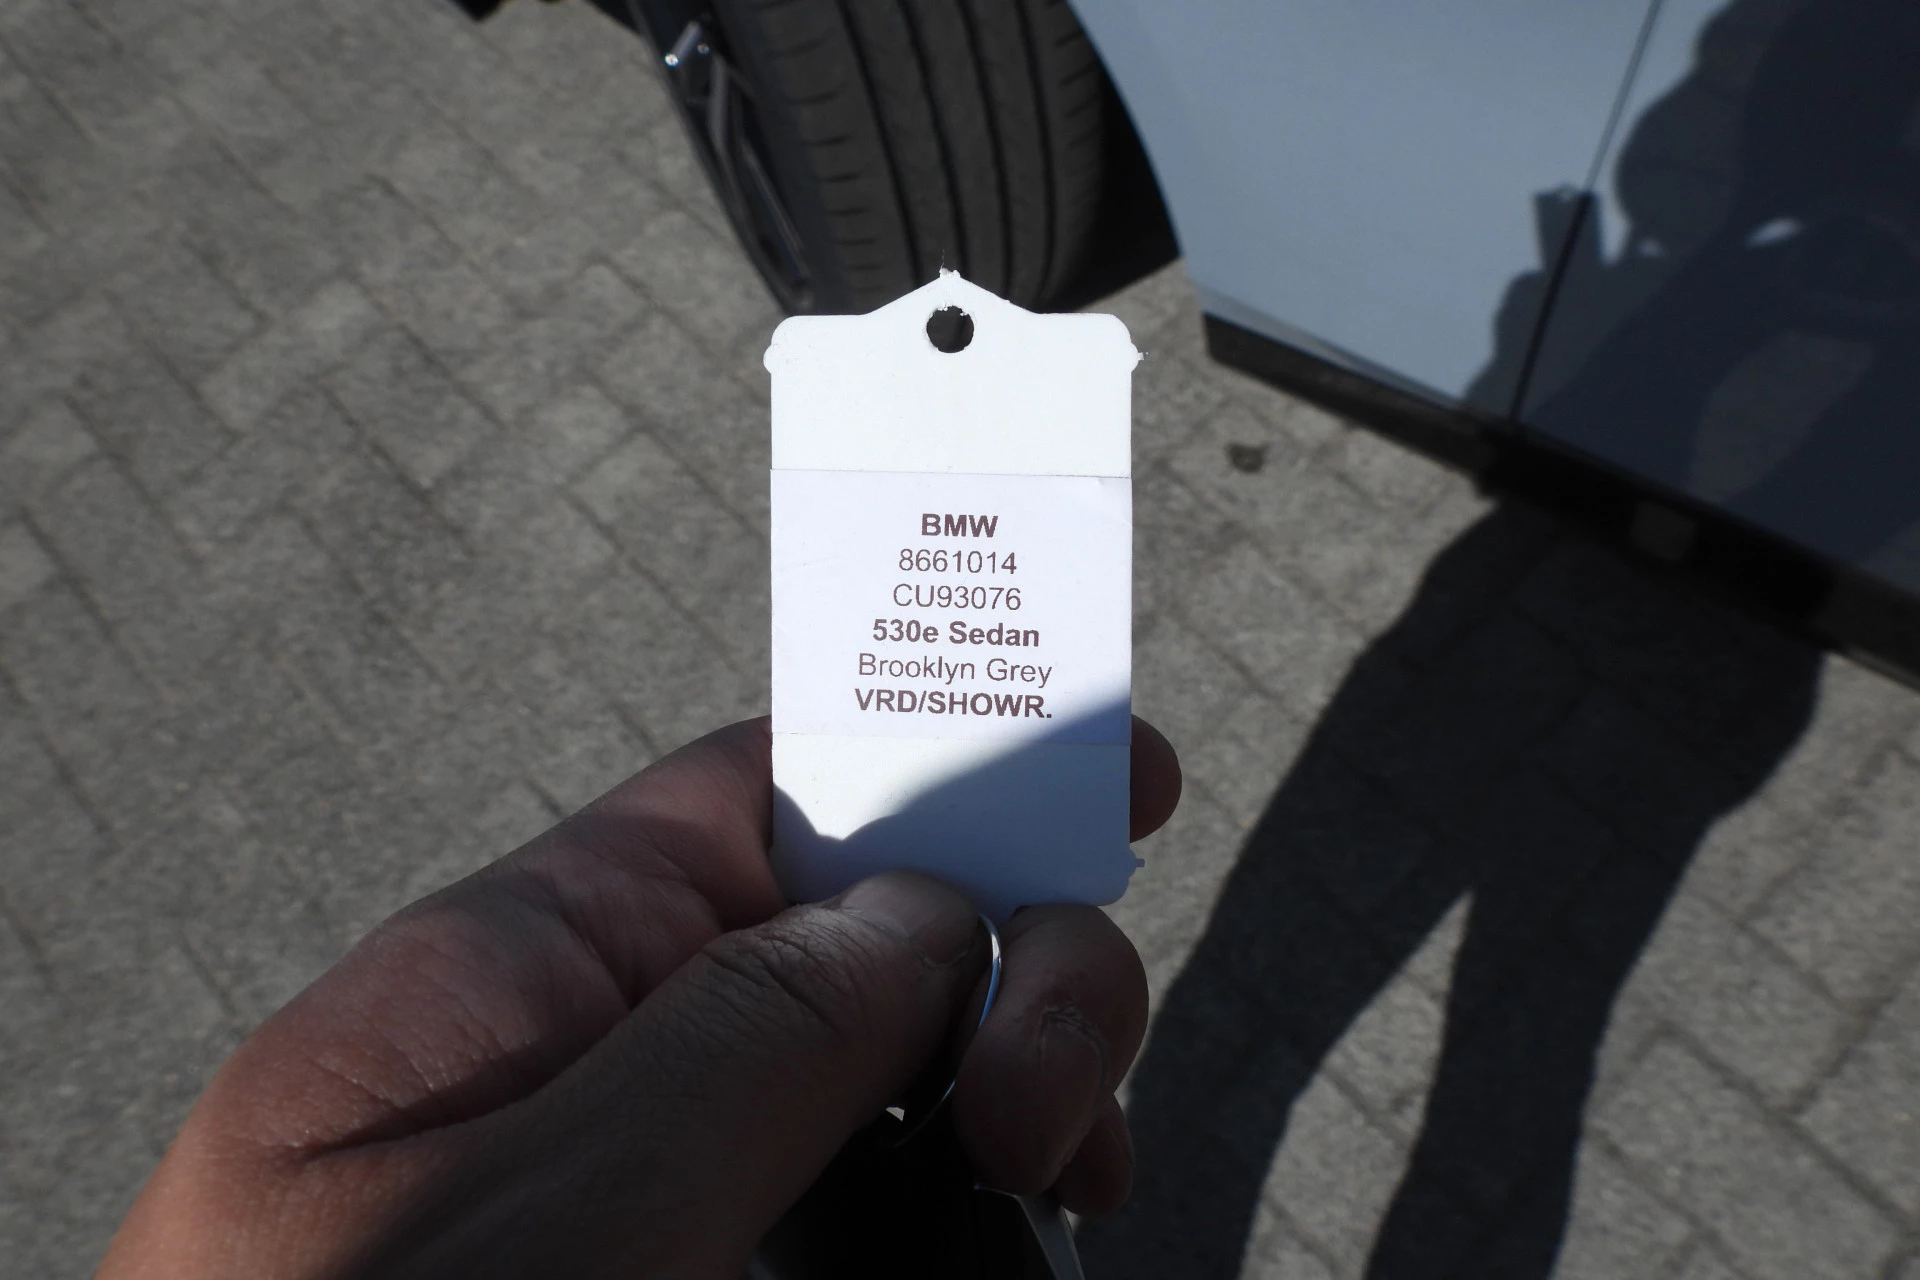 BMW
8661014
CU93076
530e Sedan
Brooklyn Grey
VRD/SHOWR.